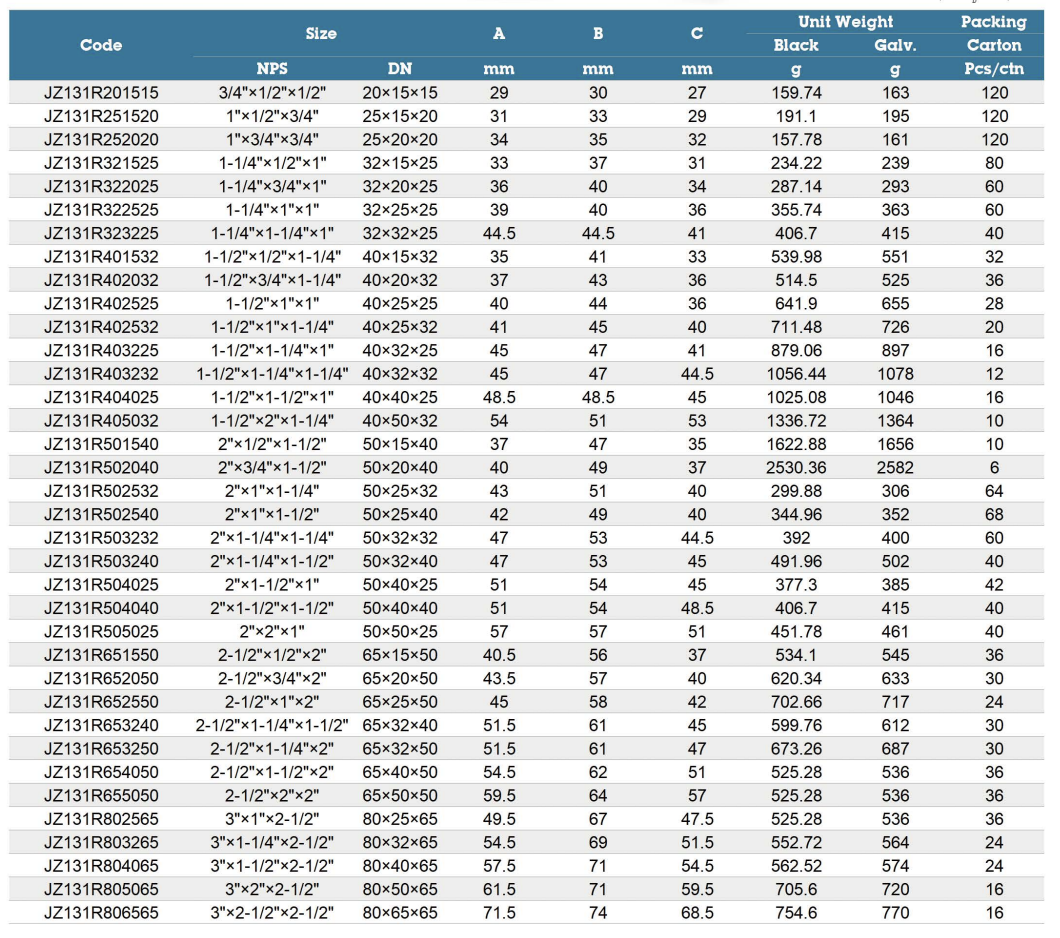 Code Size A B C Unit Weight Packing
Black Galv. Carton
NPS DN mm mm mm g g Pcs/ctn
JZ131R201515 3/4"×1/2"×1/2" 20×15×15 29 30 27 159.74 163 120
JZ131R251520 1"×1/2"×3/4" 25×15×20 31 33 29 191.1 195 120
JZ131R252020 1"×3/4"×3/4" 25×20×20 34 35 32 157.78 161 120
JZ131R321525 1-1/4"×1/2"×1" 32×15×25 33 37 31 234.22 239 80
JZ131R322025 1-1/4"×3/4"×1" 32×20×25 36 40 34 287.14 293 60
JZ131R322525 1-1/4"×1"×1" 32×25×25 39 40 36 355.74 363 60
JZ131R323225 1-1/4"×1-1/4"×1" 32×32×25 44.5 44.5 41 406.7 415 40
JZ131R401532 1-1/2"×1/2"×1-1/4" 40×15×32 35 41 33 539.98 551 32
JZ131R402032 1-1/2"×3/4"×1-1/4" 40×20×32 37 43 36 514.5 525 36
JZ131R402525 1-1/2"×1"×1" 40×25×25 40 44 36 641.9 655 28
JZ131R402532 1-1/2"×1"×1-1/4" 40×25×32 41 45 40 711.48 726 20
JZ131R403225 1-1/2"×1-1/4"×1" 40×32×25 45 47 41 879.06 897 16
JZ131R403232 1-1/2"×1-1/4"×1-1/4" 40×32×32 45 47 44.5 1056.44 1078 12
JZ131R404025 1-1/2"×1-1/2"×1" 40×40×25 48.5 48.5 45 1025.08 1046 16
JZ131R405032 1-1/2"×2"×1-1/4" 40×50×32 54 51 53 1336.72 1364 10
JZ131R501540 2"×1/2"×1-1/2" 50×15×40 37 47 35 1622.88 1656 10
JZ131R502040 2"×3/4"×1-1/2" 50×20×40 40 49 37 2530.36 2582 6
JZ131R502532 2"×1"×1-1/4" 50×25×32 43 51 40 299.88 306 64
JZ131R502540 2"×1"×1-1/2" 50×25×40 42 49 40 344.96 352 68
JZ131R503232 2"×1-1/4"×1-1/4" 50×32×32 47 53 44.5 392 400 60
JZ131R503240 2"×1-1/4"×1-1/2" 50×32×40 47 53 45 491.96 502 40
JZ131R504025 2"×1-1/2"×1" 50×40×25 51 54 45 377.3 385 42
JZ131R504040 2"×1-1/2"×1-1/2" 50×40×40 51 54 48.5 406.7 415 40
JZ131R505025 2"×2"×1" 50×50×25 57 57 51 451.78 461 40
JZ131R651550 2-1/2"×1/2"×2" 65×15×50 40.5 56 37 534.1 545 36
JZ131R652050 2-1/2"×3/4"×2" 65×20×50 43.5 57 40 620.34 633 30
JZ131R652550 2-1/2"×1"×2" 65×25×50 45 58 42 702.66 717 24
JZ131R653240 2-1/2"×1-1/4"×1-1/2" 65×32×40 51.5 61 45 599.76 612 30
JZ131R653250 2-1/2"×1-1/4"×2" 65×32×50 51.5 61 47 673.26 687 30
JZ131R654050 2-1/2"×1-1/2"×2" 65×40×50 54.5 62 51 525.28 536 36
JZ131R655050 2-1/2"×2"×2" 65×50×50 59.5 64 57 525.28 536 36
JZ131R802565 3"×1"×2-1/2" 80×25×65 49.5 67 47.5 525.28 536 36
JZ131R803265 3"×1-1/4"×2-1/2" 80×32×65 54.5 69 51.5 552.72 564 24
JZ131R804065 3"×1-1/2"×2-1/2" 80×40×65 57.5 71 54.5 562.52 574 24
JZ131R805065 3"×2"×2-1/2" 80×50×65 61.5 71 59.5 705.6 720 16
JZ131R806565 3"×2-1/2"×2-1/2" 80×65×65 71.5 74 68.5 754.6 770 16